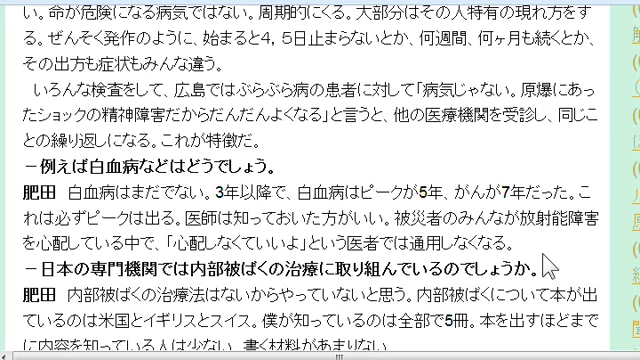 い。命が危険になる病気ではない。周期的にくる。大部分はその人特有の現れ方をす
る。ぜんそく発作のように、始まると4，5日止まらないとか、何週間、何ヶ月も続くとか、
その出方も症状もみんな違う。
いろんな検査をして、広島ではぶらぶら病の患者に対して「病気じゃない。原爆にあっ
たショックの精神障害だからだんだんよくなる」と言うと、他の医療機関を受診し、同じこ
との繰り返しになる。これが特徴だ。
－例えば白血病などはどうでしょう。
肥田　白血病はまだでない。3年以降で、白血病はピークが5年、がんが7年だった。こ
れは必ずピークは出る。医師は知っておいた方がいい。被災者のみんなが放射能障害
を心配している中で、「心配しなくていいよ」という医者では通用しなくなる。
－日本の専門機関では内部被ばくの治療に取り組んでいるのでしょうか。
肥田　内部被ばくの治療法はないからやっていないと思う。内部被ばくについて本が出
ているのは米国とイギリスとスイス。僕が知っているのは全部で5冊。本を出すほどまで
に内容を知っている人は少ない。書く材料があまりない。